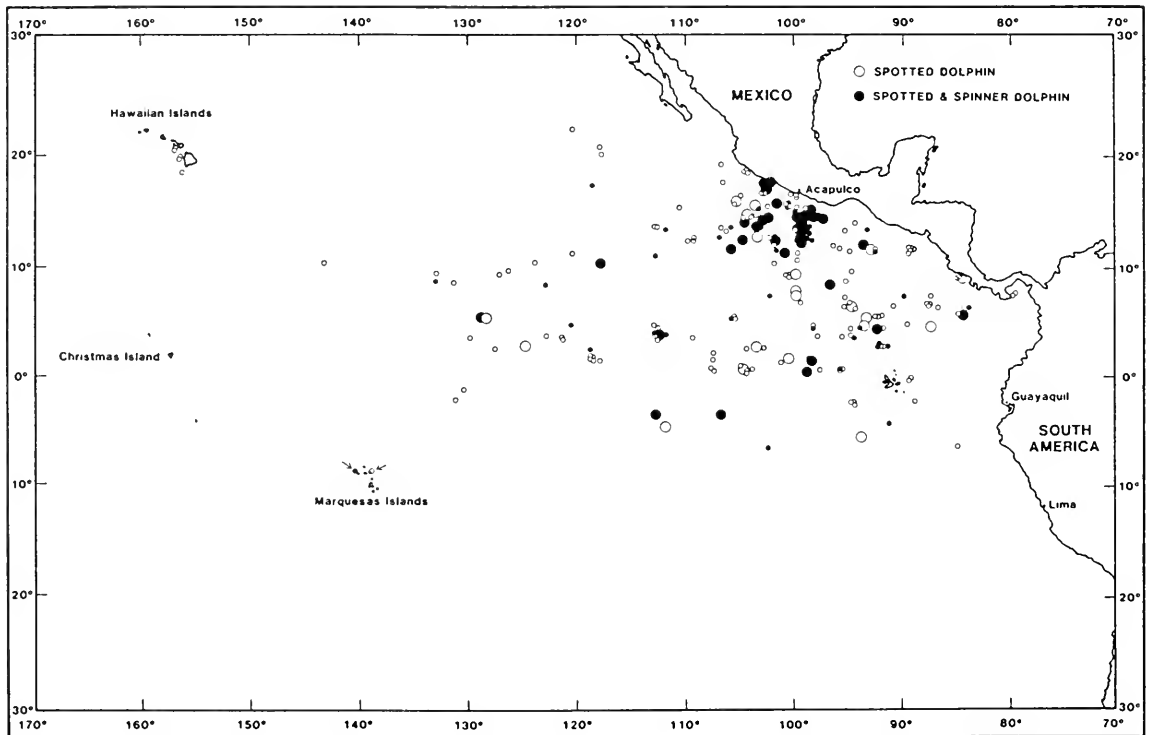 170° 160° 150° 140° 130° 120° 110° 100° 90° 80° 70°
30° 30°
SPOTTED DOLPHIN
MEXICO
SPOTTED & SPINNER DOLPHIN
Hawaiian Islands
20° 20°
Acapulco
10° 10°
Christmas Island
0° 0°
Guayaquil
SOUTH
AMERICA
10° 10°
Marquesas Islands
Lima
20° 20°
30° 30°
170° 160° 150° 140° 130° 120° 110° 100° 90° 80° 70°